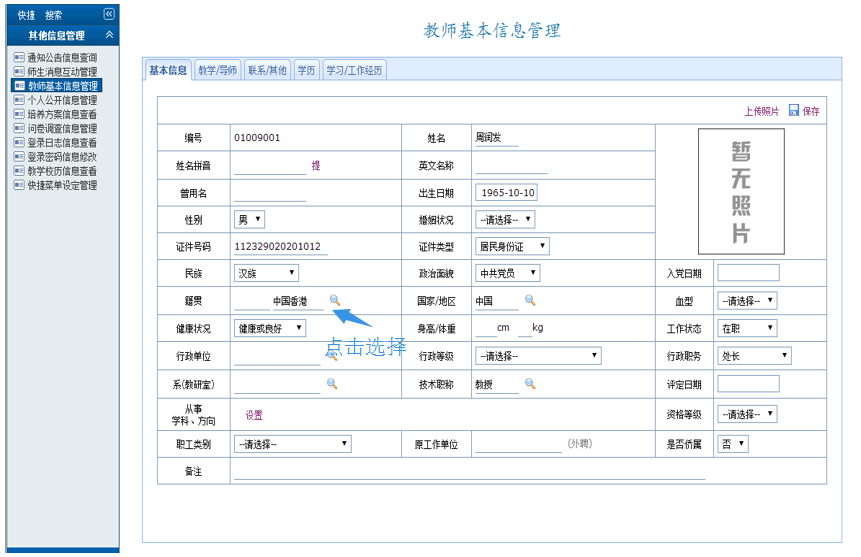 快捷 搜索
其他信息管理
通知公告信息查询
师生消息互动管理
教师基本信息管理
个人公开信息管理
培养方案信息查看
问卷调查信息管理
登录日志信息查看
登录密码信息修改
教学校历信息查看
快捷菜单设定管理
教师基本信息管理
基本信息 教学/导师 联系/其他 学历 学习/工作经历
上传照片 保存
编号 01009001 姓名 周润发
姓名拼音 提 英文名称
曾用名 出生日期 1965-10-10
性别 男 婚姻状况 --请选择--
证件号码 112329020201012 证件类型 居民身份证
暂无照片
民族 汉族 政治面貌 中共党员 入党日期
籍贯 中国香港 国家/地区 中国 血型 --请选择--
健康状况 健康或良好 身高/体重 cm kg 工作状态 在职
点击选择
行政单位 行政等级 --请选择-- 行政职务 处长
系(教研室) 技术职称 教授 评定日期
从事
学科、方向 设置 资格等级 --请选择--
职工类别 --请选择-- 原工作单位 (外聘) 是否侨属 否
备注